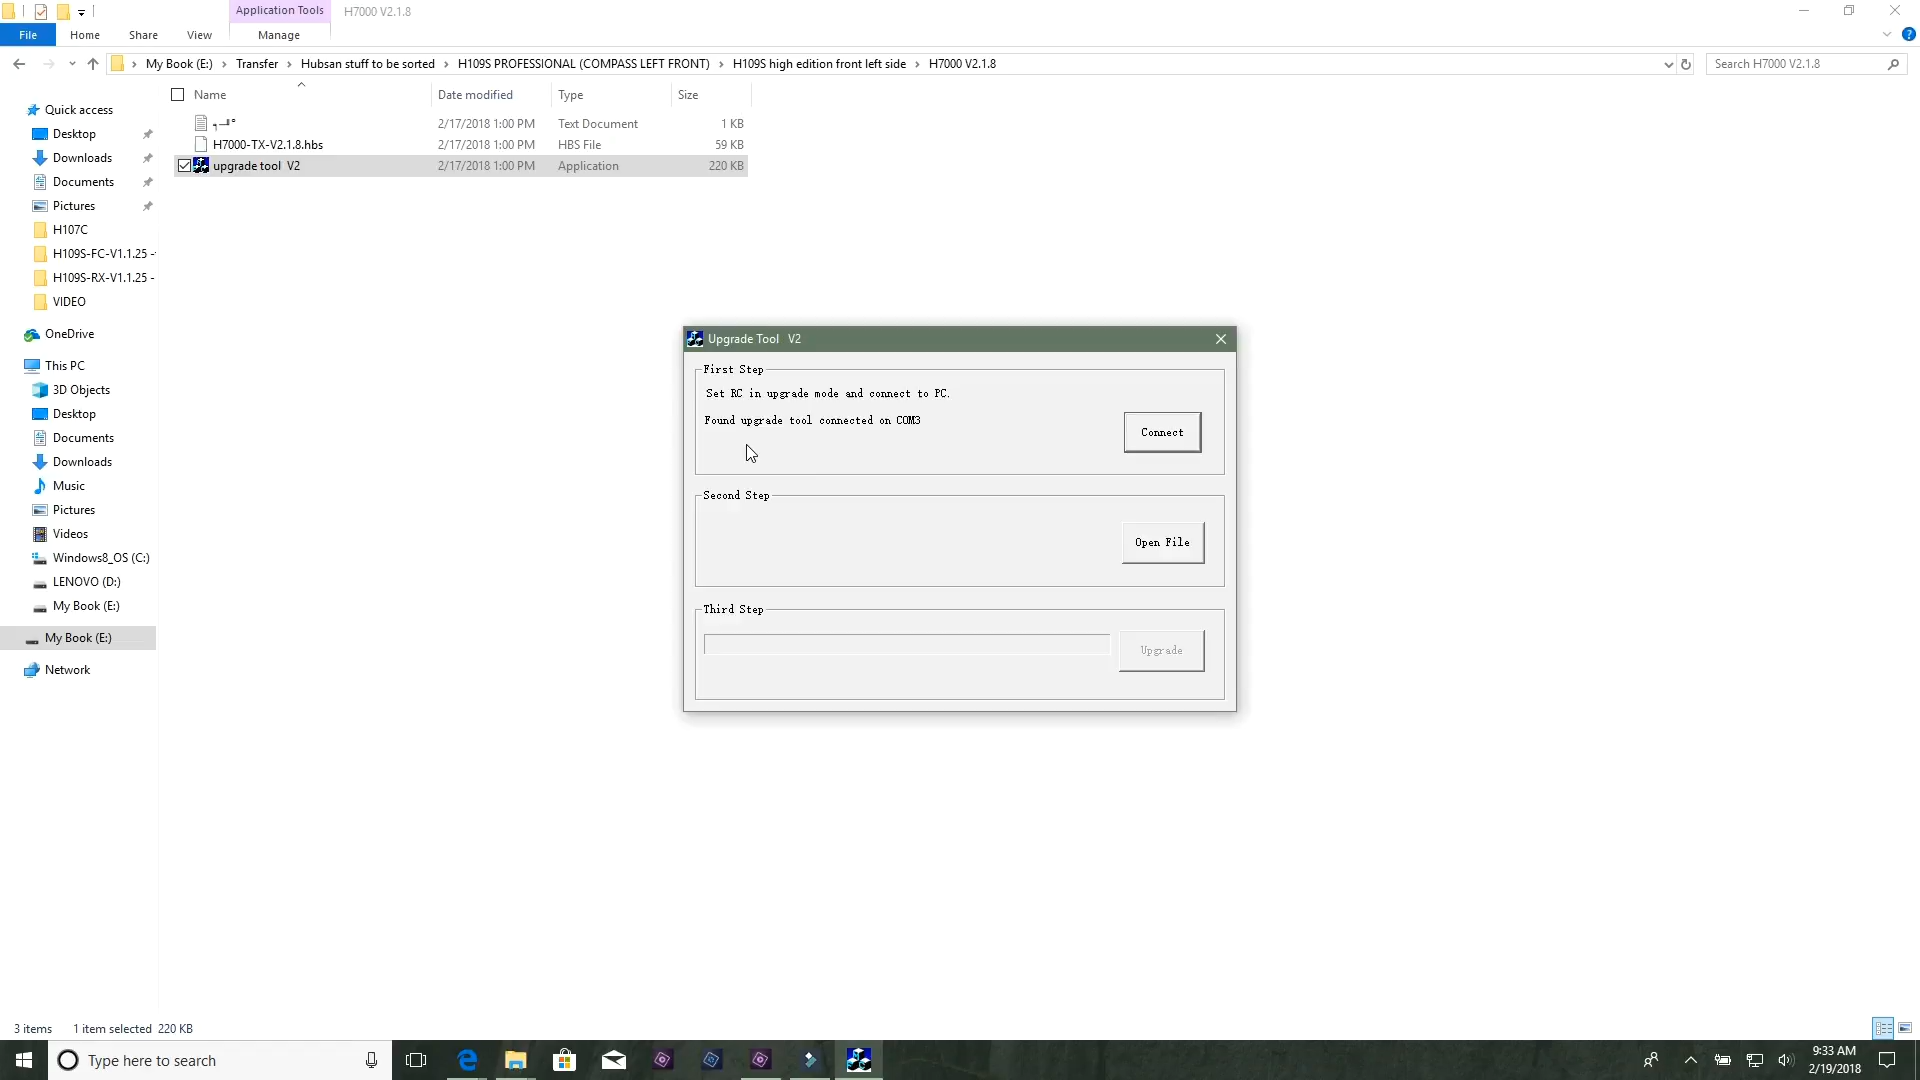 Application Tools
H7000 V2.1.8
File
Home
Share
View
Manage
My Book (E:) > Transfer > Hubsan stuff to be sorted > H109S PROFESSIONAL (COMPASS LEFT FRONT) > H109S high edition front left side > H7000 V2.1.8
Search H7000 V2.1.8
Name
Date modified
Type
Size
2/17/2018 1:00 PM Text Document 1 KB
H7000-TX-V2.1.8.hbs 2/17/2018 1:00 PM HBS File 59 KB
upgrade tool V2 2/17/2018 1:00 PM Application 220 KB
Quick access
Desktop
Downloads
Documents
Pictures
H107C
H109S-FC-V1.1.25 -
H109S-RX-V1.1.25 -
VIDEO
OneDrive
This PC
3D Objects
Desktop
Documents
Downloads
Music
Pictures
Videos
Windows8_OS (C:)
LENOVO (D:)
My Book (E:)
My Book (E:)
Network
Upgrade Tool V2
First Step
Set RC in upgrade mode and connect to PC.
Found upgrade tool connected on COM3
Connect
Second Step
Open File
Third Step
Upgrade
3 items 1 item selected 220 KB
Type here to search
9:33 AM
2/19/2018